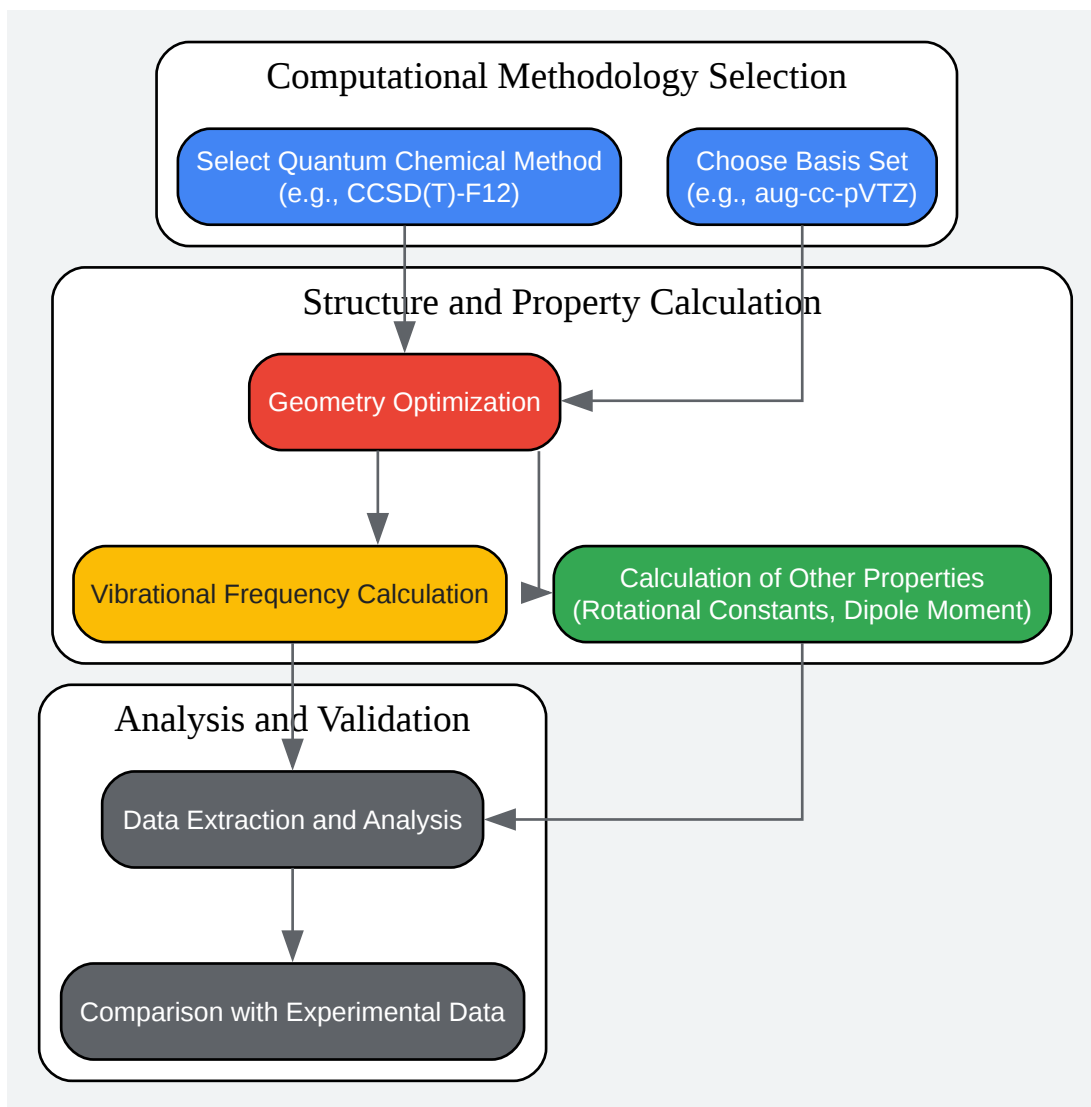 Computational Methodology Selection
Select Quantum Chemical Method
(e.g., CCSD(T)-F12)
Choose Basis Set
(e.g., aug-cc-pVTZ)
Structure and Property Calculation
Geometry Optimization
Vibrational Frequency Calculation
Calculation of Other Properties
(Rotational Constants, Dipole Moment)
Analysis and Validation
Data Extraction and Analysis
Comparison with Experimental Data